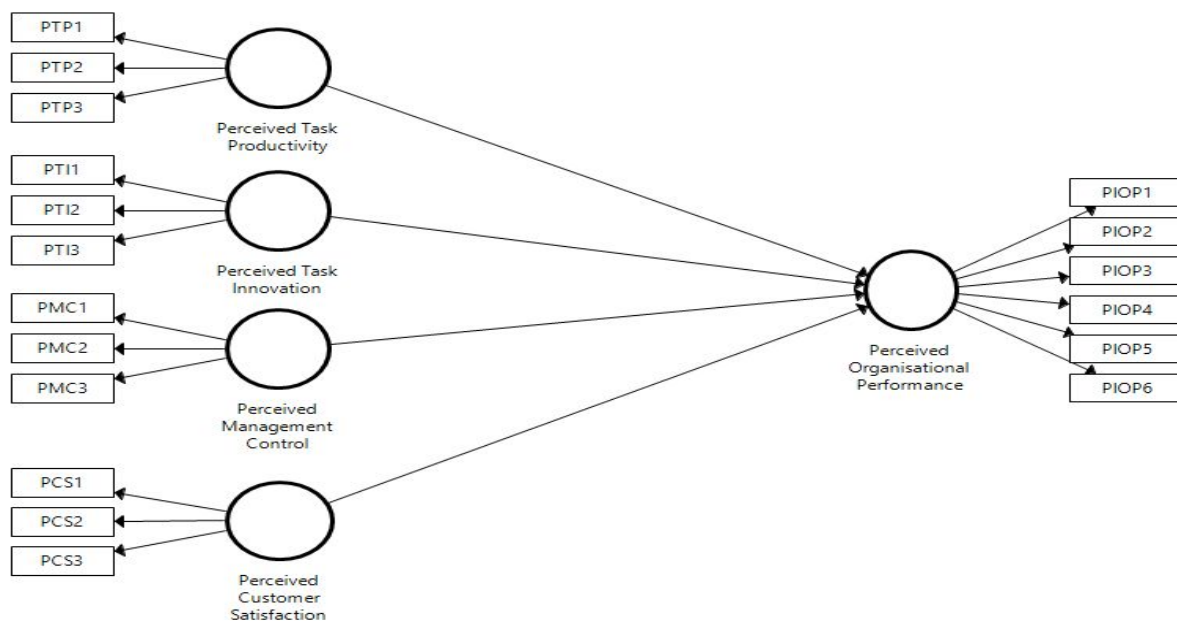 PTP1
PTP2
PTP3
Perceived Task
Productivity
PTI1
PTI2
PTI3
Perceived Task
Innovation
PMC1
PMC2
PMC3
Perceived
Management
Control
PCS1
PCS2
PCS3
Perceived
Customer
Satisfaction
Perceived
Organisational
Performance
PIOP1
PIOP2
PIOP3
PIOP4
PIOP5
PIOP6